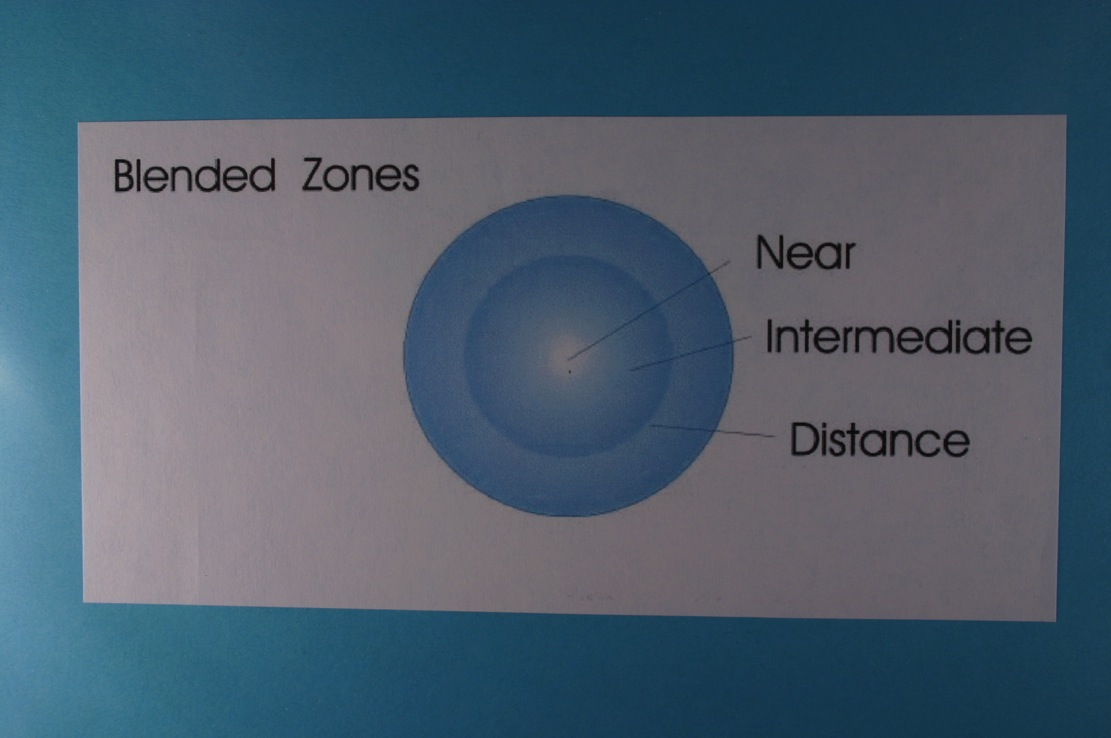 Blended Zones
Near
Intermediate
Distance